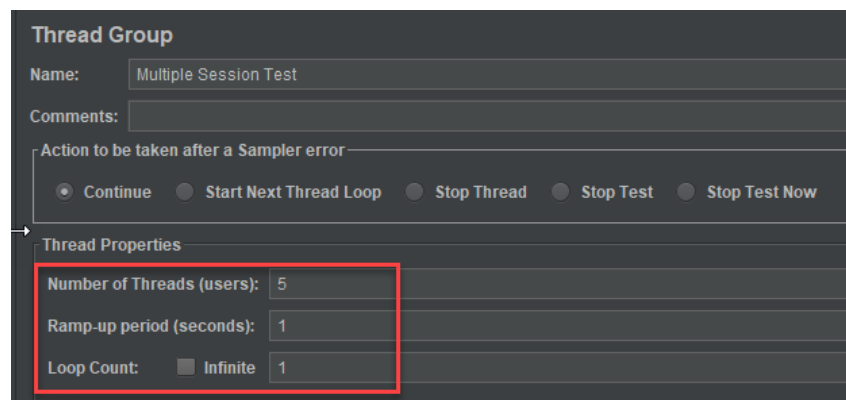 Thread Group
Name: Multiple Session Test
Comments:
Action to be taken after a Sampler error
Continue Start Next Thread Loop Stop Thread Stop Test Stop Test Now
Thread Properties
Number of Threads (users): 5
Ramp-up period (seconds): 1
Loop Count: Infinite 1